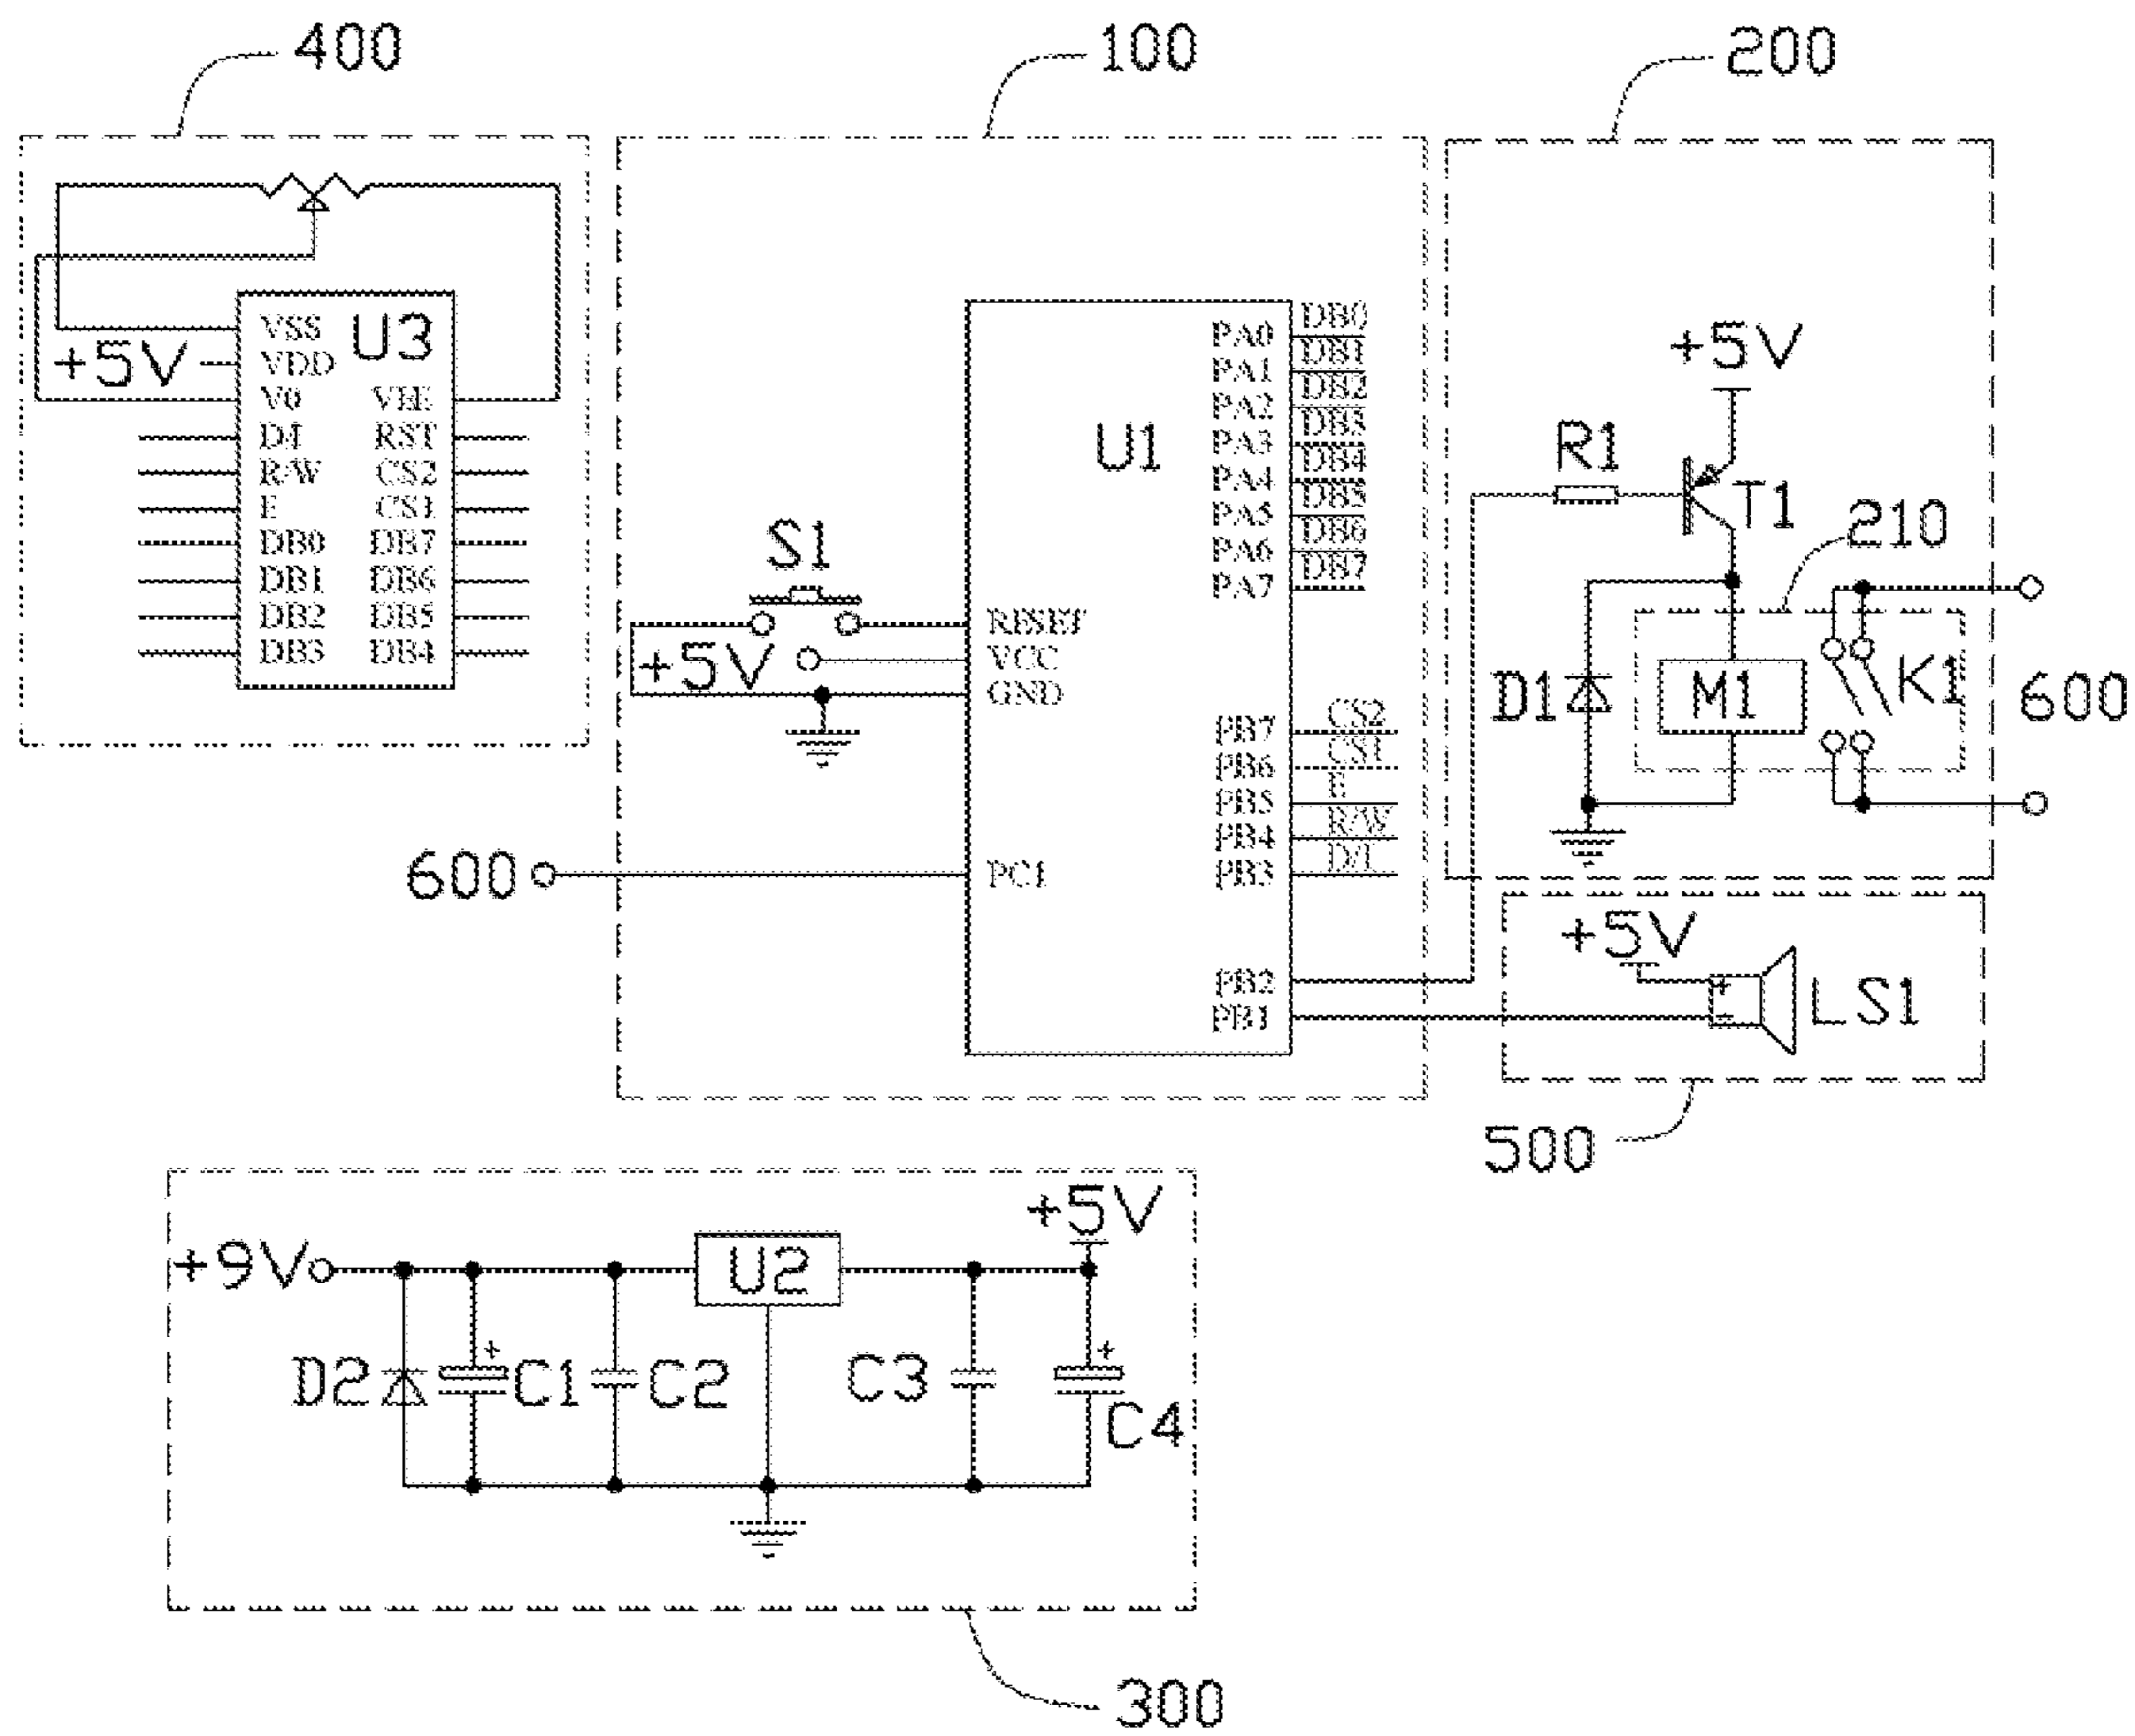 400
100
200
U3
VSS
+5V
VDD
V0
VEE
D4
RST
R/W
CS2
E
CS1
DB0
DB7
DB1
DB6
DB2
DB5
DB3
DB4
U1
S1
RESET
+5V
VCC
GND
600
PC1
PA0
DB0
PA1
DB1
PA2
DB2
PA3
DB3
PA4
DB4
PA5
DB5
PA6
DB6
PA7
DB7
PB7
CS2
PB6
CS1
PB5
E
PB4
R/W
PB3
D/I
PB2
PB1
+5V
R1
T1
210
D1
M1
K1
600
+5V
+
-
LS1
500
+9V
U2
+5V
D2
+
C1
C2
C3
+
C4
300